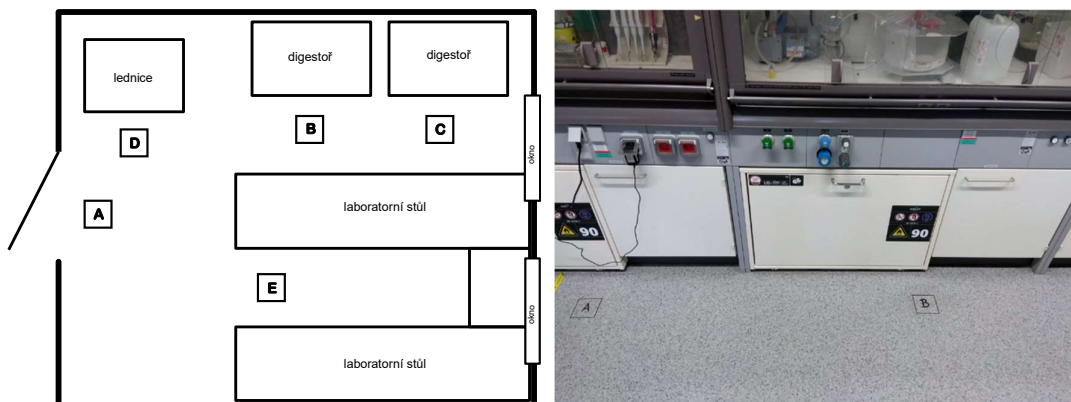 lednice
digestoř
digestoř
D
B
C
okno
laboratorní stůl
A
E
okno
laboratorní stůl
90
90
A
B